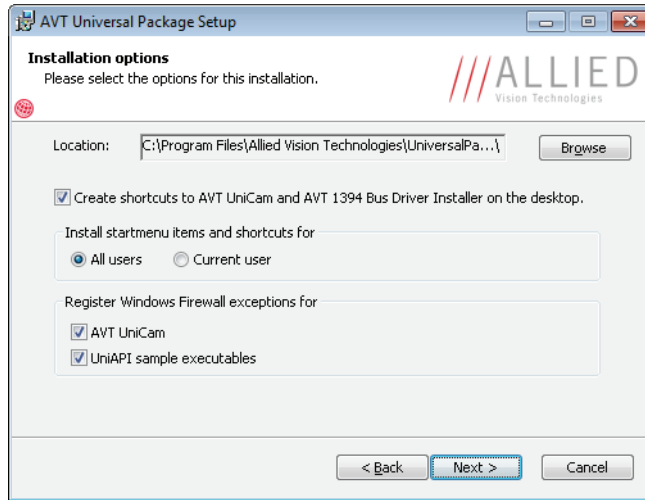 AVT Universal Package Setup
Installation options
Please select the options for this installation.
ALLIED
Vision Technologies
Location: C:\Program Files\Allied Vision Technologies\UniversalPa...\ Browse
Create shortcuts to AVT UniCam and AVT 1394 Bus Driver Installer on the desktop.
Install startmenu items and shortcuts for
All users Current user
Register Windows Firewall exceptions for
AVT UniCam
UniAPI sample executables
< Back Next > Cancel